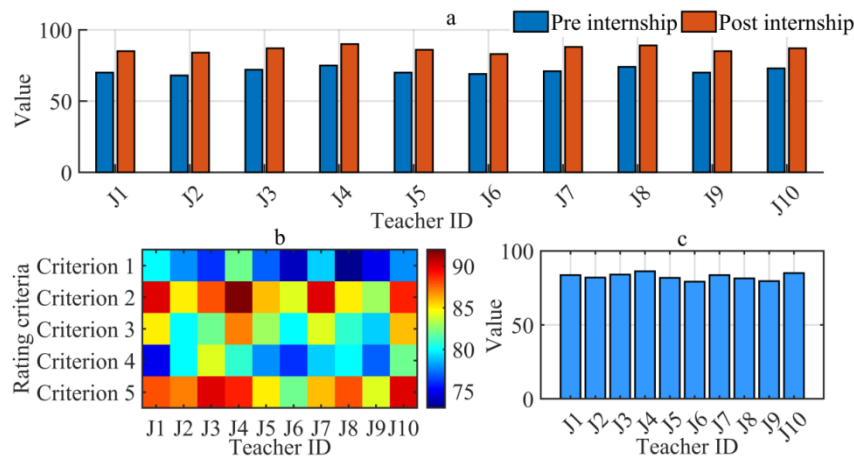 a
Pre internship
Post internship
100
50
0
Value
J1 J2 J3 J4 J5 J6 J7 J8 J9 J10
Teacher ID
b
Rating criteria
Criterion 1
Criterion 2
Criterion 3
Criterion 4
Criterion 5
J1 J2 J3 J4 J5 J6 J7 J8 J9 J10
Teacher ID
90
85
80
75
c
100
50
0
Value
J1 J2 J3 J4 J5 J6 J7 J8 J9 J10
Teacher ID